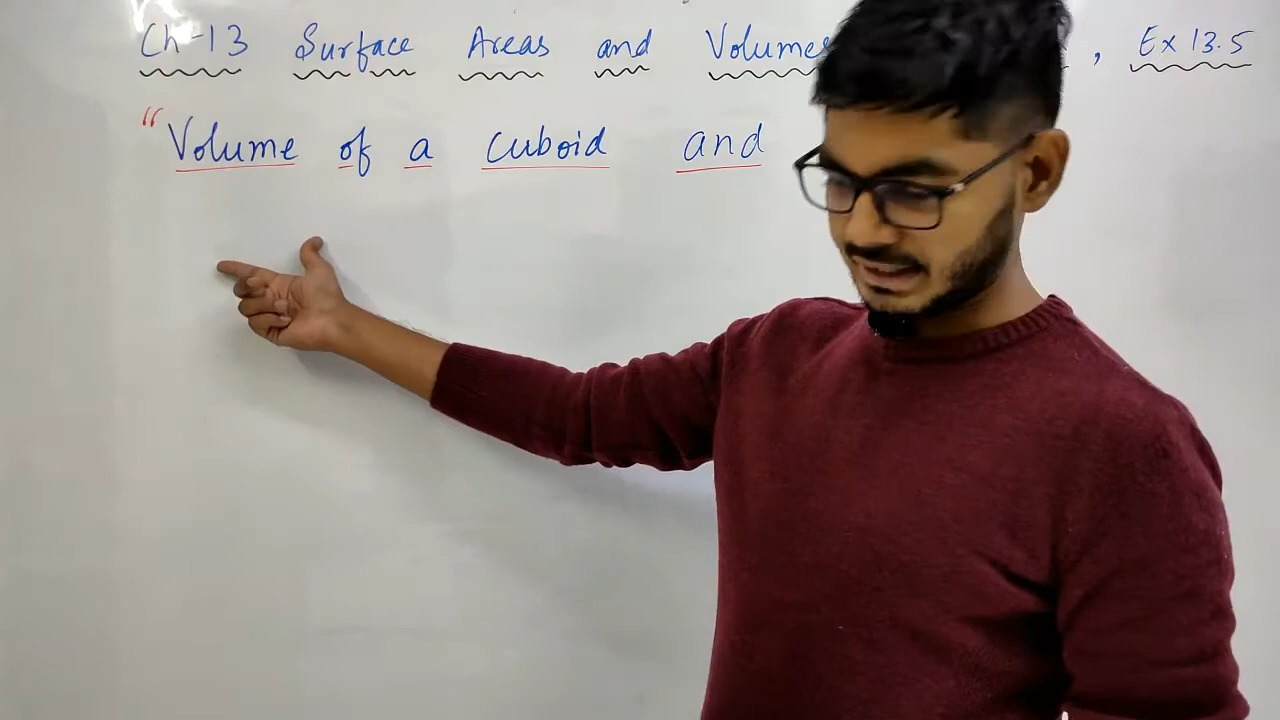 Ch-13 Surface Areas and Volumes , Ex 13.5
"Volume of a cuboid and